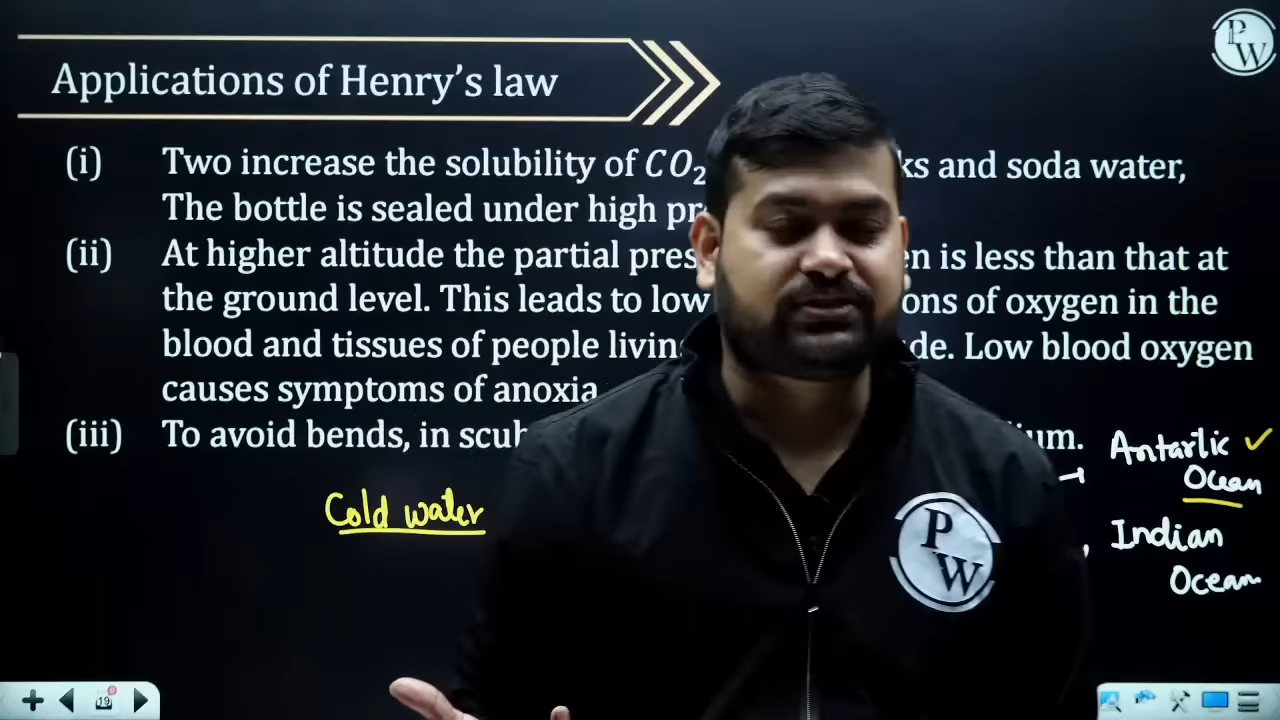 PW
Applications of Henry's law
(i) Two increase the solubility of CO₂ ks and soda water,
The bottle is sealed under high pr
(ii) At higher altitude the partial pres en is less than that at
the ground level. This leads to low ons of oxygen in the
blood and tissues of people livin de. Low blood oxygen
causes symptoms of anoxia
(iii) To avoid bends, in scub ium.
Antartic ✓
Ocean
Cold water
Indian
Ocean
PW
19